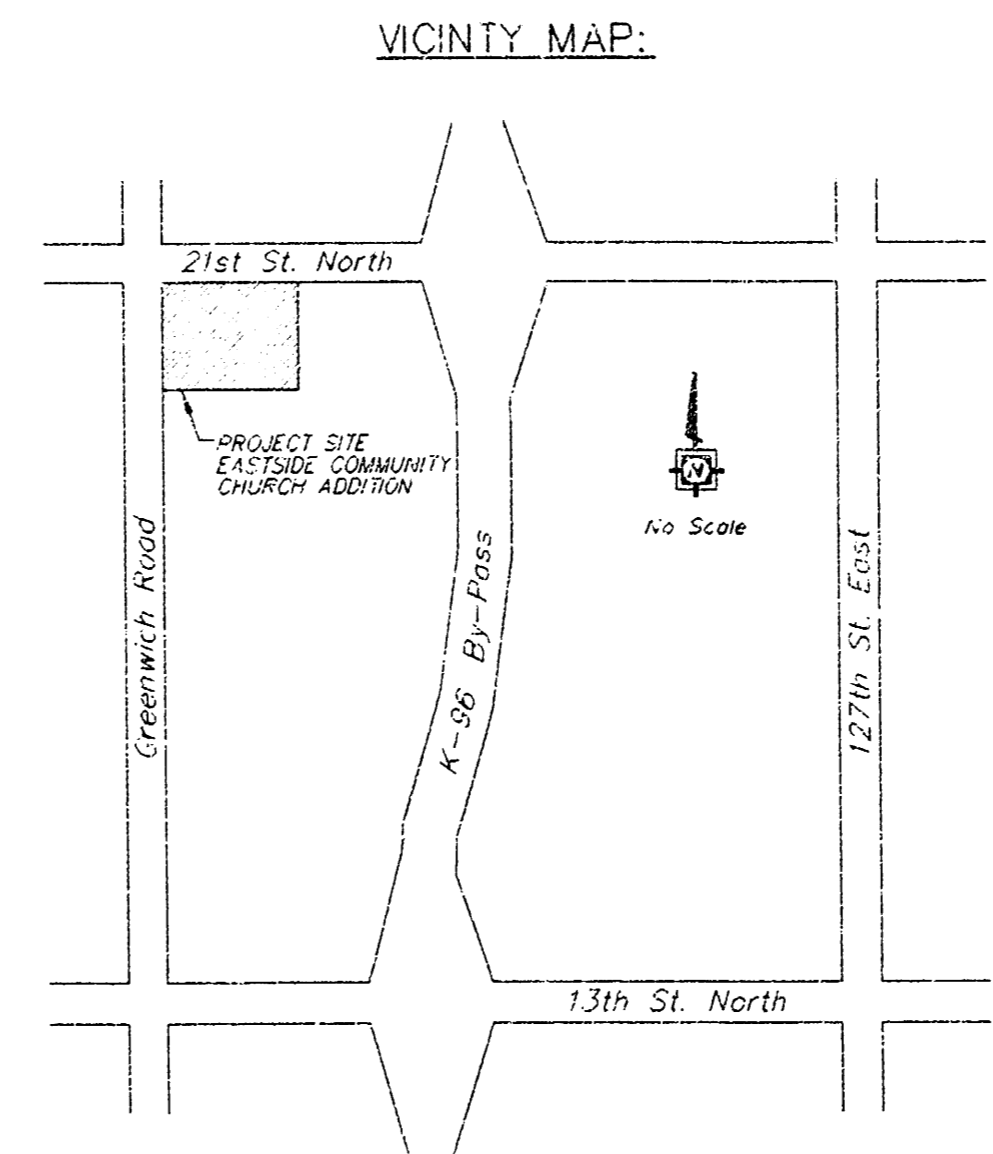 VICINTY MAP:
21st St. North
PROJECT SITE
EASTSIDE COMMUNITY
CHURCH ADDITION
N
No Scale
Greenwich Road
K-96 By-Pass
127th St. East
13th St. North